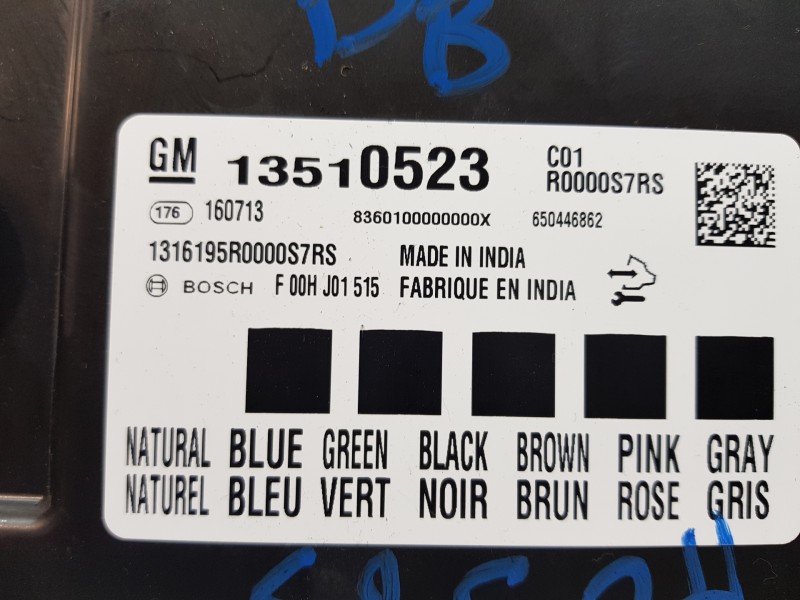 DB
GM 13510523 C01
R0000S7RS
176 160713 8360100000000X 650446862
1316195R0000S7RS MADE IN INDIA
BOSCH F 00H J01 515 FABRIQUE EN INDIA
NATURAL BLUE GREEN BLACK BROWN PINK GRAY
NATUREL BLEU VERT NOIR BRUN ROSE GRIS